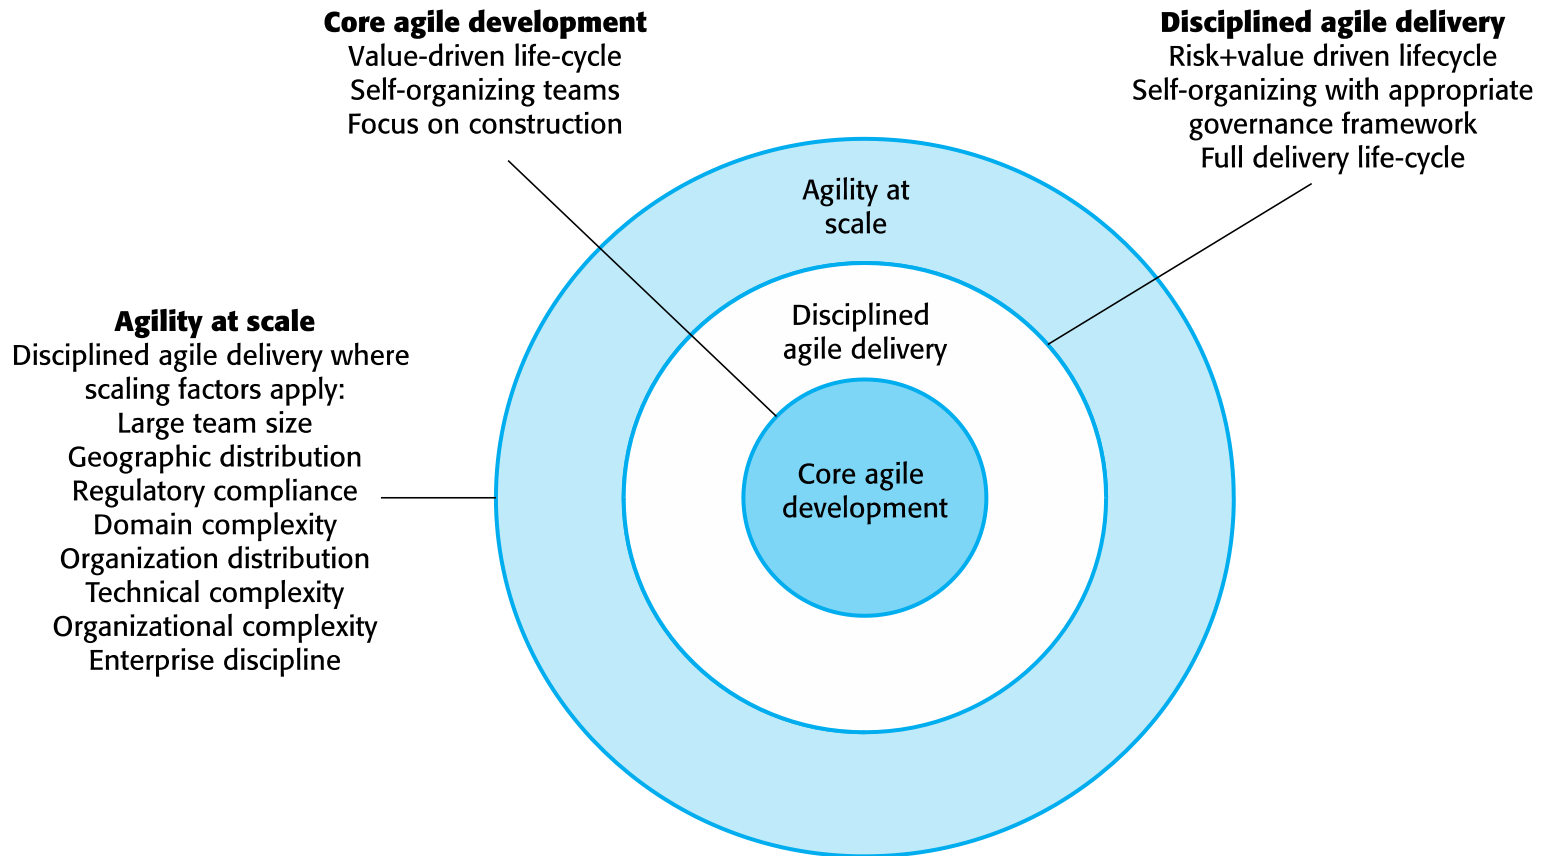 Core agile development
Value-driven life-cycle
Self-organizing teams
Focus on construction
Disciplined agile delivery
Risk+value driven lifecycle
Self-organizing with appropriate
governance framework
Full delivery life-cycle
Agility at scale
Disciplined agile delivery where
scaling factors apply:
Large team size
Geographic distribution
Regulatory compliance
Domain complexity
Organization distribution
Technical complexity
Organizational complexity
Enterprise discipline
Agility at
scale
Disciplined
agile delivery
Core agile
development